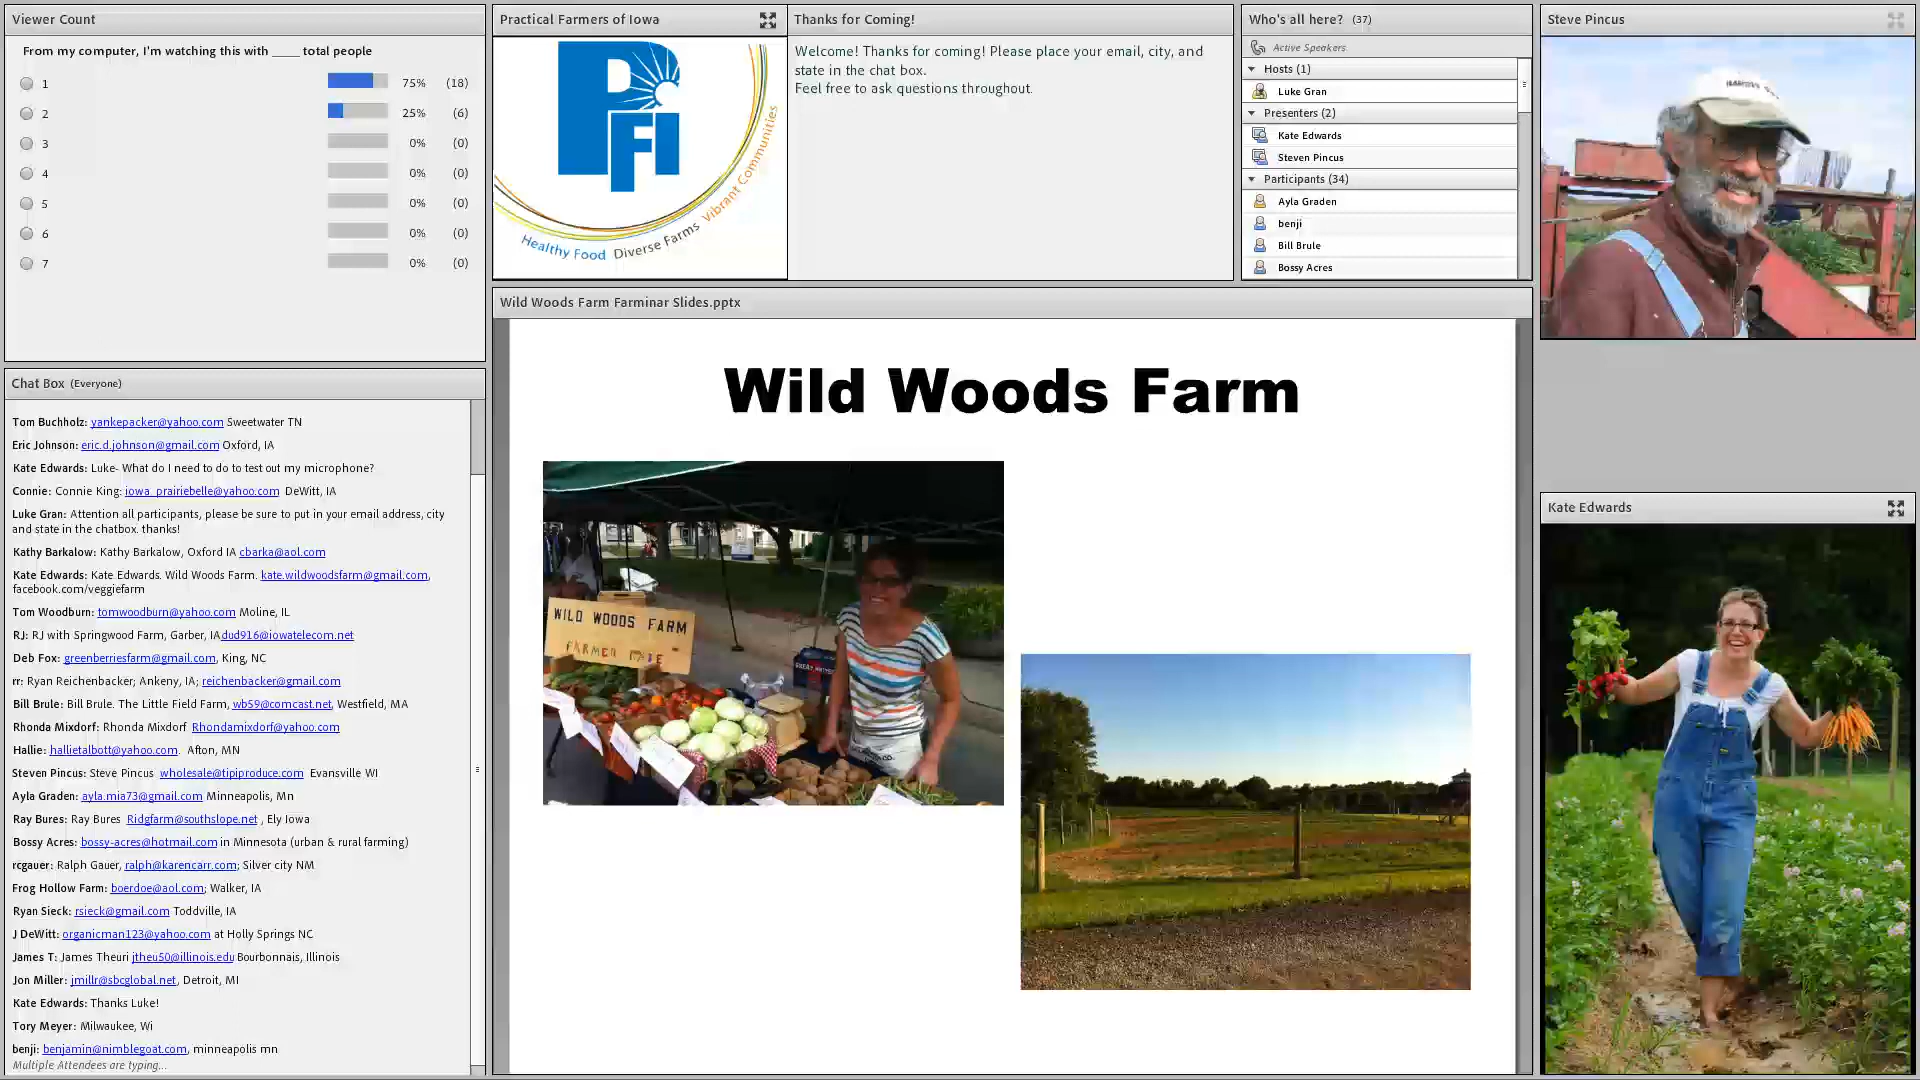 Viewer Count
From my computer, I'm watching this with ____ total people
1 75% (18)
2 25% (6)
3 0% (0)
4 0% (0)
5 0% (0)
6 0% (0)
7 0% (0)
Chat Box (Everyone)
Tom Buchholz: yankepacker@yahoo.com Sweetwater TN
Eric Johnson: eric.d.johnson@gmail.com Oxford, IA
Kate Edwards: Luke- What do I need to do to test out my microphone?
Connie: Connie King: iowa_prairiebelle@yahoo.com DeWitt, IA
Luke Gran: Attention all participants, please be sure to put in your email address, city
and state in the chatbox. thanks!
Kathy Barkalow: Kathy Barkalow, Oxford IA cbarka@aol.com
Kate Edwards: Kate Edwards. Wild Woods Farm. kate.wildwoodsfarm@gmail.com,
facebook.com/veggiefarm
Tom Woodburn: tomwoodburn@yahoo.com Moline, IL
RJ: RJ with Springwood Farm, Garber, IA dud916@iowatelecom.net
Deb Fox: greenberriesfarm@gmail.com, King, NC
rr: Ryan Reichenbacker; Ankeny, IA; reichenbacker@gmail.com
Bill Brule: Bill Brule. The Little Field Farm, wb59@comcast.net, Westfield, MA
Rhonda Mixdorf: Rhonda Mixdorf Rhondamixdorf@yahoo.com
Hallie: hallietalbott@yahoo.com. Afton, MN
Steven Pincus: Steve Pincus wholesale@tipiproduce.com Evansville WI
Ayla Graden: ayla.mia73@gmail.com Minneapolis, Mn
Ray Bures: Ray Bures Ridgfarm@southslope.net , Ely Iowa
Bossy Acres: bossy-acres@hotmail.com in Minnesota (urban & rural farming)
rcgauer: Ralph Gauer, ralph@karencarr.com; Silver city NM
Frog Hollow Farm: boerdoe@aol.com; Walker, IA
Ryan Sieck: rsieck@gmail.com Toddville, IA
J DeWitt: organicman123@yahoo.com at Holly Springs NC
James T: James Theuri jtheu50@illinois.edu Bourbonnais, Illinois
Jon Miller: jmillr@sbcglobal.net, Detroit, MI
Kate Edwards: Thanks Luke!
Tory Meyer: Milwaukee, Wi
benji: benjamin@nimblegoat.com, minneapolis mn
Multiple Attendees are typing...
Practical Farmers of Iowa
PFI
Healthy Food Diverse Farms Vibrant Communities
Thanks for Coming!
Welcome! Thanks for coming! Please place your email, city, and
state in the chat box.
Feel free to ask questions throughout.
Who's all here? (37)
Active Speakers
Hosts (1)
Luke Gran
Presenters (2)
Kate Edwards
Steven Pincus
Participants (34)
Ayla Graden
benji
Bill Brule
Bossy Acres
Wild Woods Farm Farminar Slides.pptx
Wild Woods Farm
WILD WOODS FARM
Steve Pincus
Kate Edwards